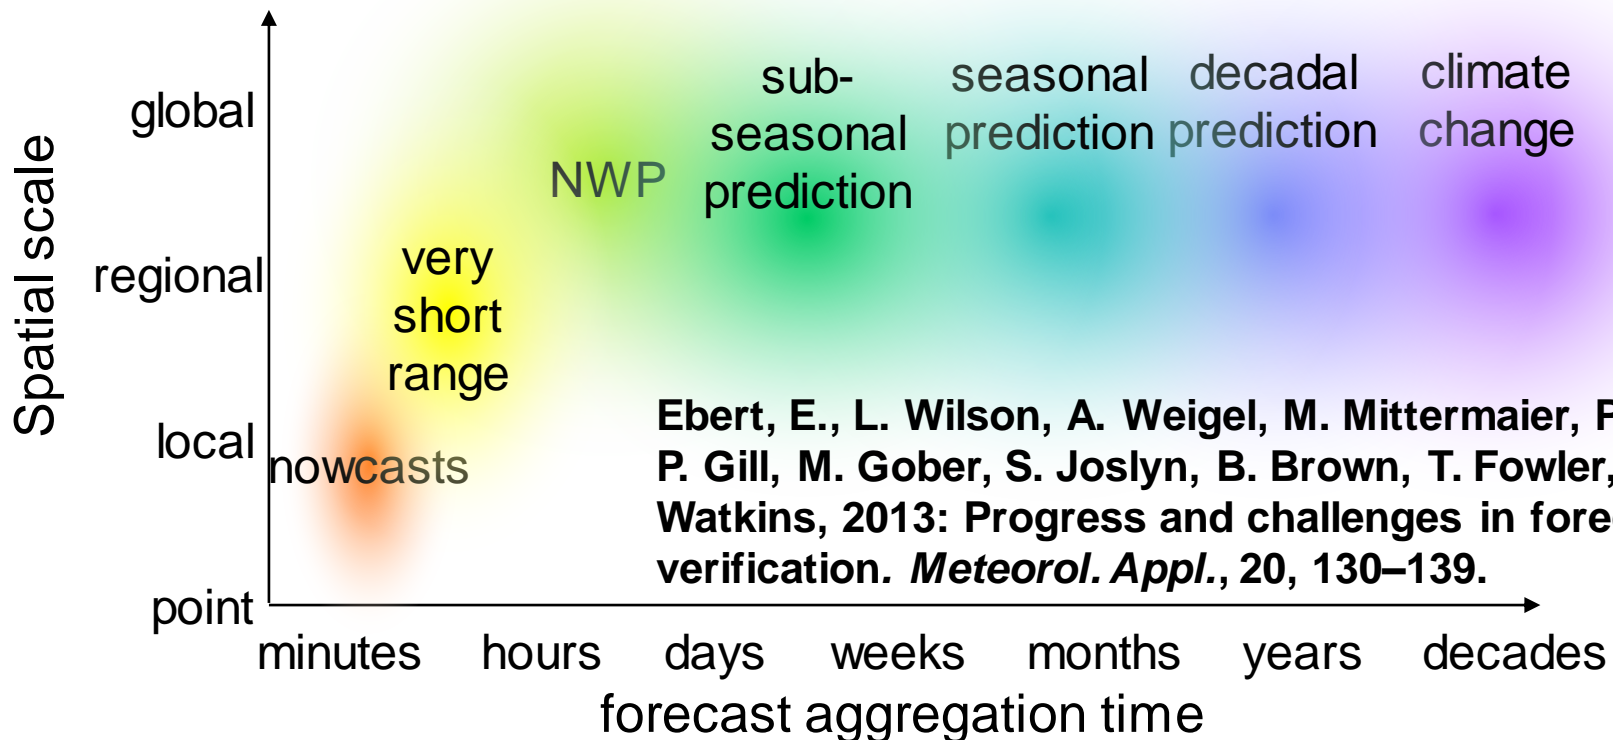 Spatial scale
global
regional
local
point
sub-
seasonal
prediction
seasonal
prediction
decadal
prediction
climate
change
NWP
very
short
range
nowcasts
Ebert, E., L. Wilson, A. Weigel, M. Mittermaier, P
P. Gill, M. Gober, S. Joslyn, B. Brown, T. Fowler,
Watkins, 2013: Progress and challenges in fore
verification. Meteorol. Appl., 20, 130–139.
minutes hours days weeks months years decades
forecast aggregation time